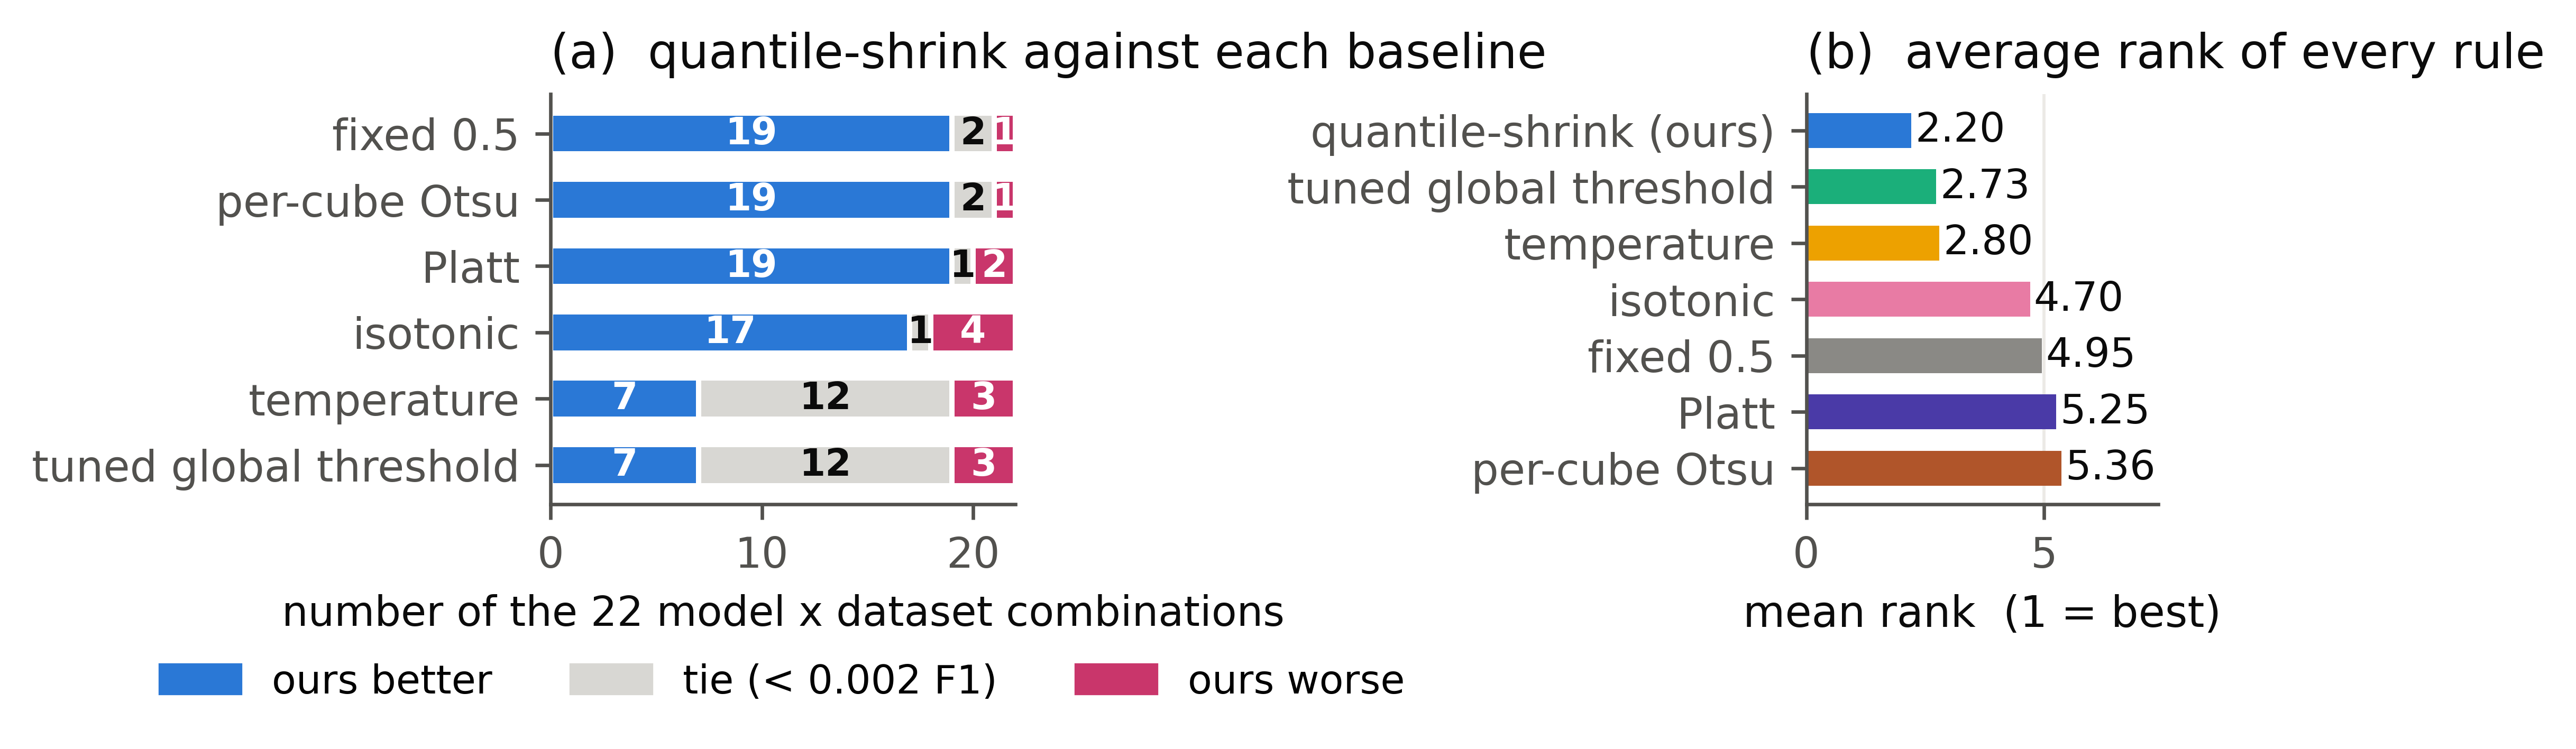 (a)  quantile-shrink against each baseline
fixed 0.5
19 2 1
per-cube Otsu
19 2 1
Platt
19 1 2
isotonic
17 1 4
temperature
7 12 3
tuned global threshold
7 12 3
0 10 20
number of the 22 model x dataset combinations
ours better
tie (< 0.002 F1)
ours worse
(b)  average rank of every rule
quantile-shrink (ours)
2.20
tuned global threshold
2.73
temperature
2.80
isotonic
4.70
fixed 0.5
4.95
Platt
5.25
per-cube Otsu
5.36
0 5
mean rank  (1 = best)